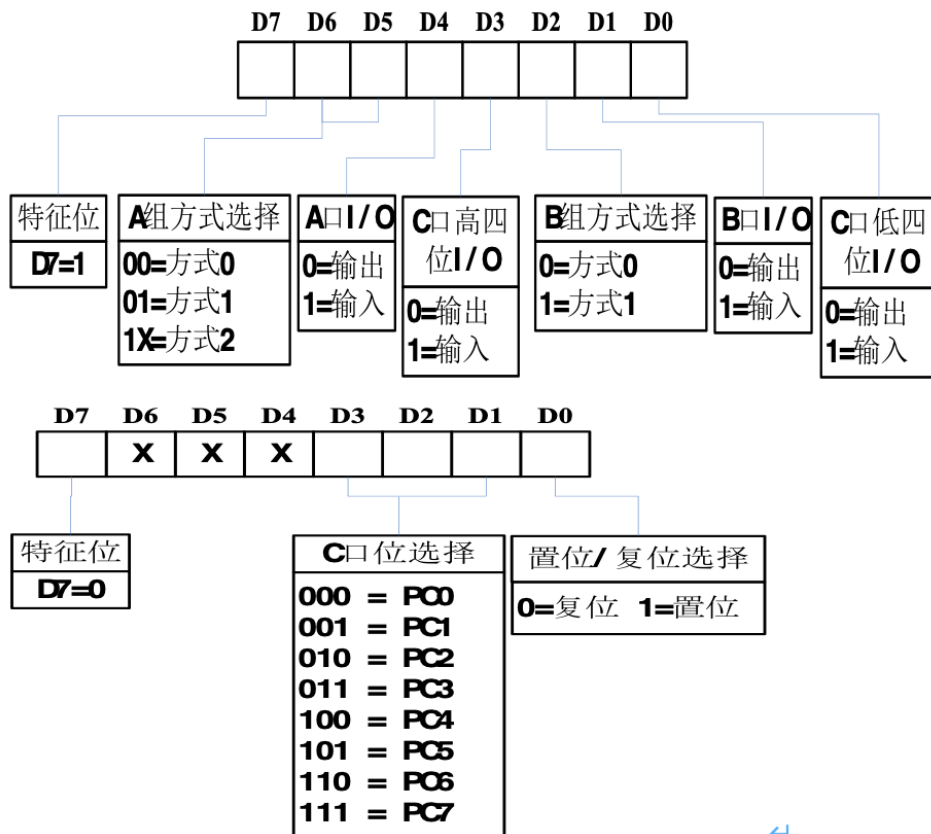 D7 D6 D5 D4 D3 D2 D1 D0
特征位
D7=1
A组方式选择
00=方式0
01=方式1
1X=方式2
A口I/O
0=输出
1=输入
C口高四
位I/O
0=输出
1=输入
B组方式选择
0=方式0
1=方式1
B口I/O
0=输出
1=输入
C口低四
位I/O
0=输出
1=输入
D7 D6 D5 D4 D3 D2 D1 D0
X X X
特征位
D7=0
C口位选择
000 = PC0
001 = PC1
010 = PC2
011 = PC3
100 = PC4
101 = PC5
110 = PC6
111 = PC7
置位/复位选择
0=复位 1=置位